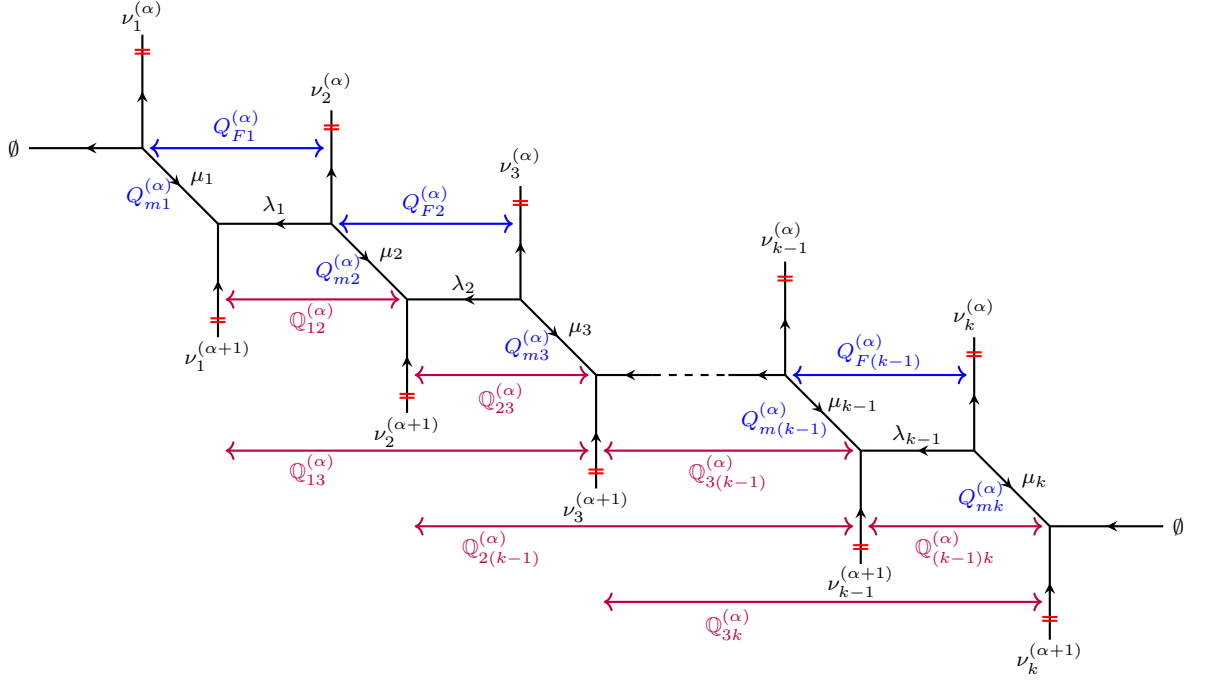 ν_1^{(α)}
ν_2^{(α)}
Q_{F1}^{(α)}
∅
ν_3^{(α)}
μ_1
Q_{m1}^{(α)}
λ_1
Q_{F2}^{(α)}
ν_{k-1}^{(α)}
μ_2
Q_{m2}^{(α)}
λ_2
ℚ_{12}^{(α)}
ν_k^{(α)}
μ_3
Q_{m3}^{(α)}
Q_{F(k-1)}^{(α)}
ν_1^{(α+1)}
ℚ_{23}^{(α)}
μ_{k-1}
Q_{m(k-1)}^{(α)}
ν_2^{(α+1)}
λ_{k-1}
ℚ_{13}^{(α)}
ℚ_{3(k-1)}^{(α)}
μ_k
Q_{mk}^{(α)}
ν_3^{(α+1)}
∅
ℚ_{2(k-1)}^{(α)}
ℚ_{(k-1)k}^{(α)}
ν_{k-1}^{(α+1)}
ℚ_{3k}^{(α)}
ν_k^{(α+1)}